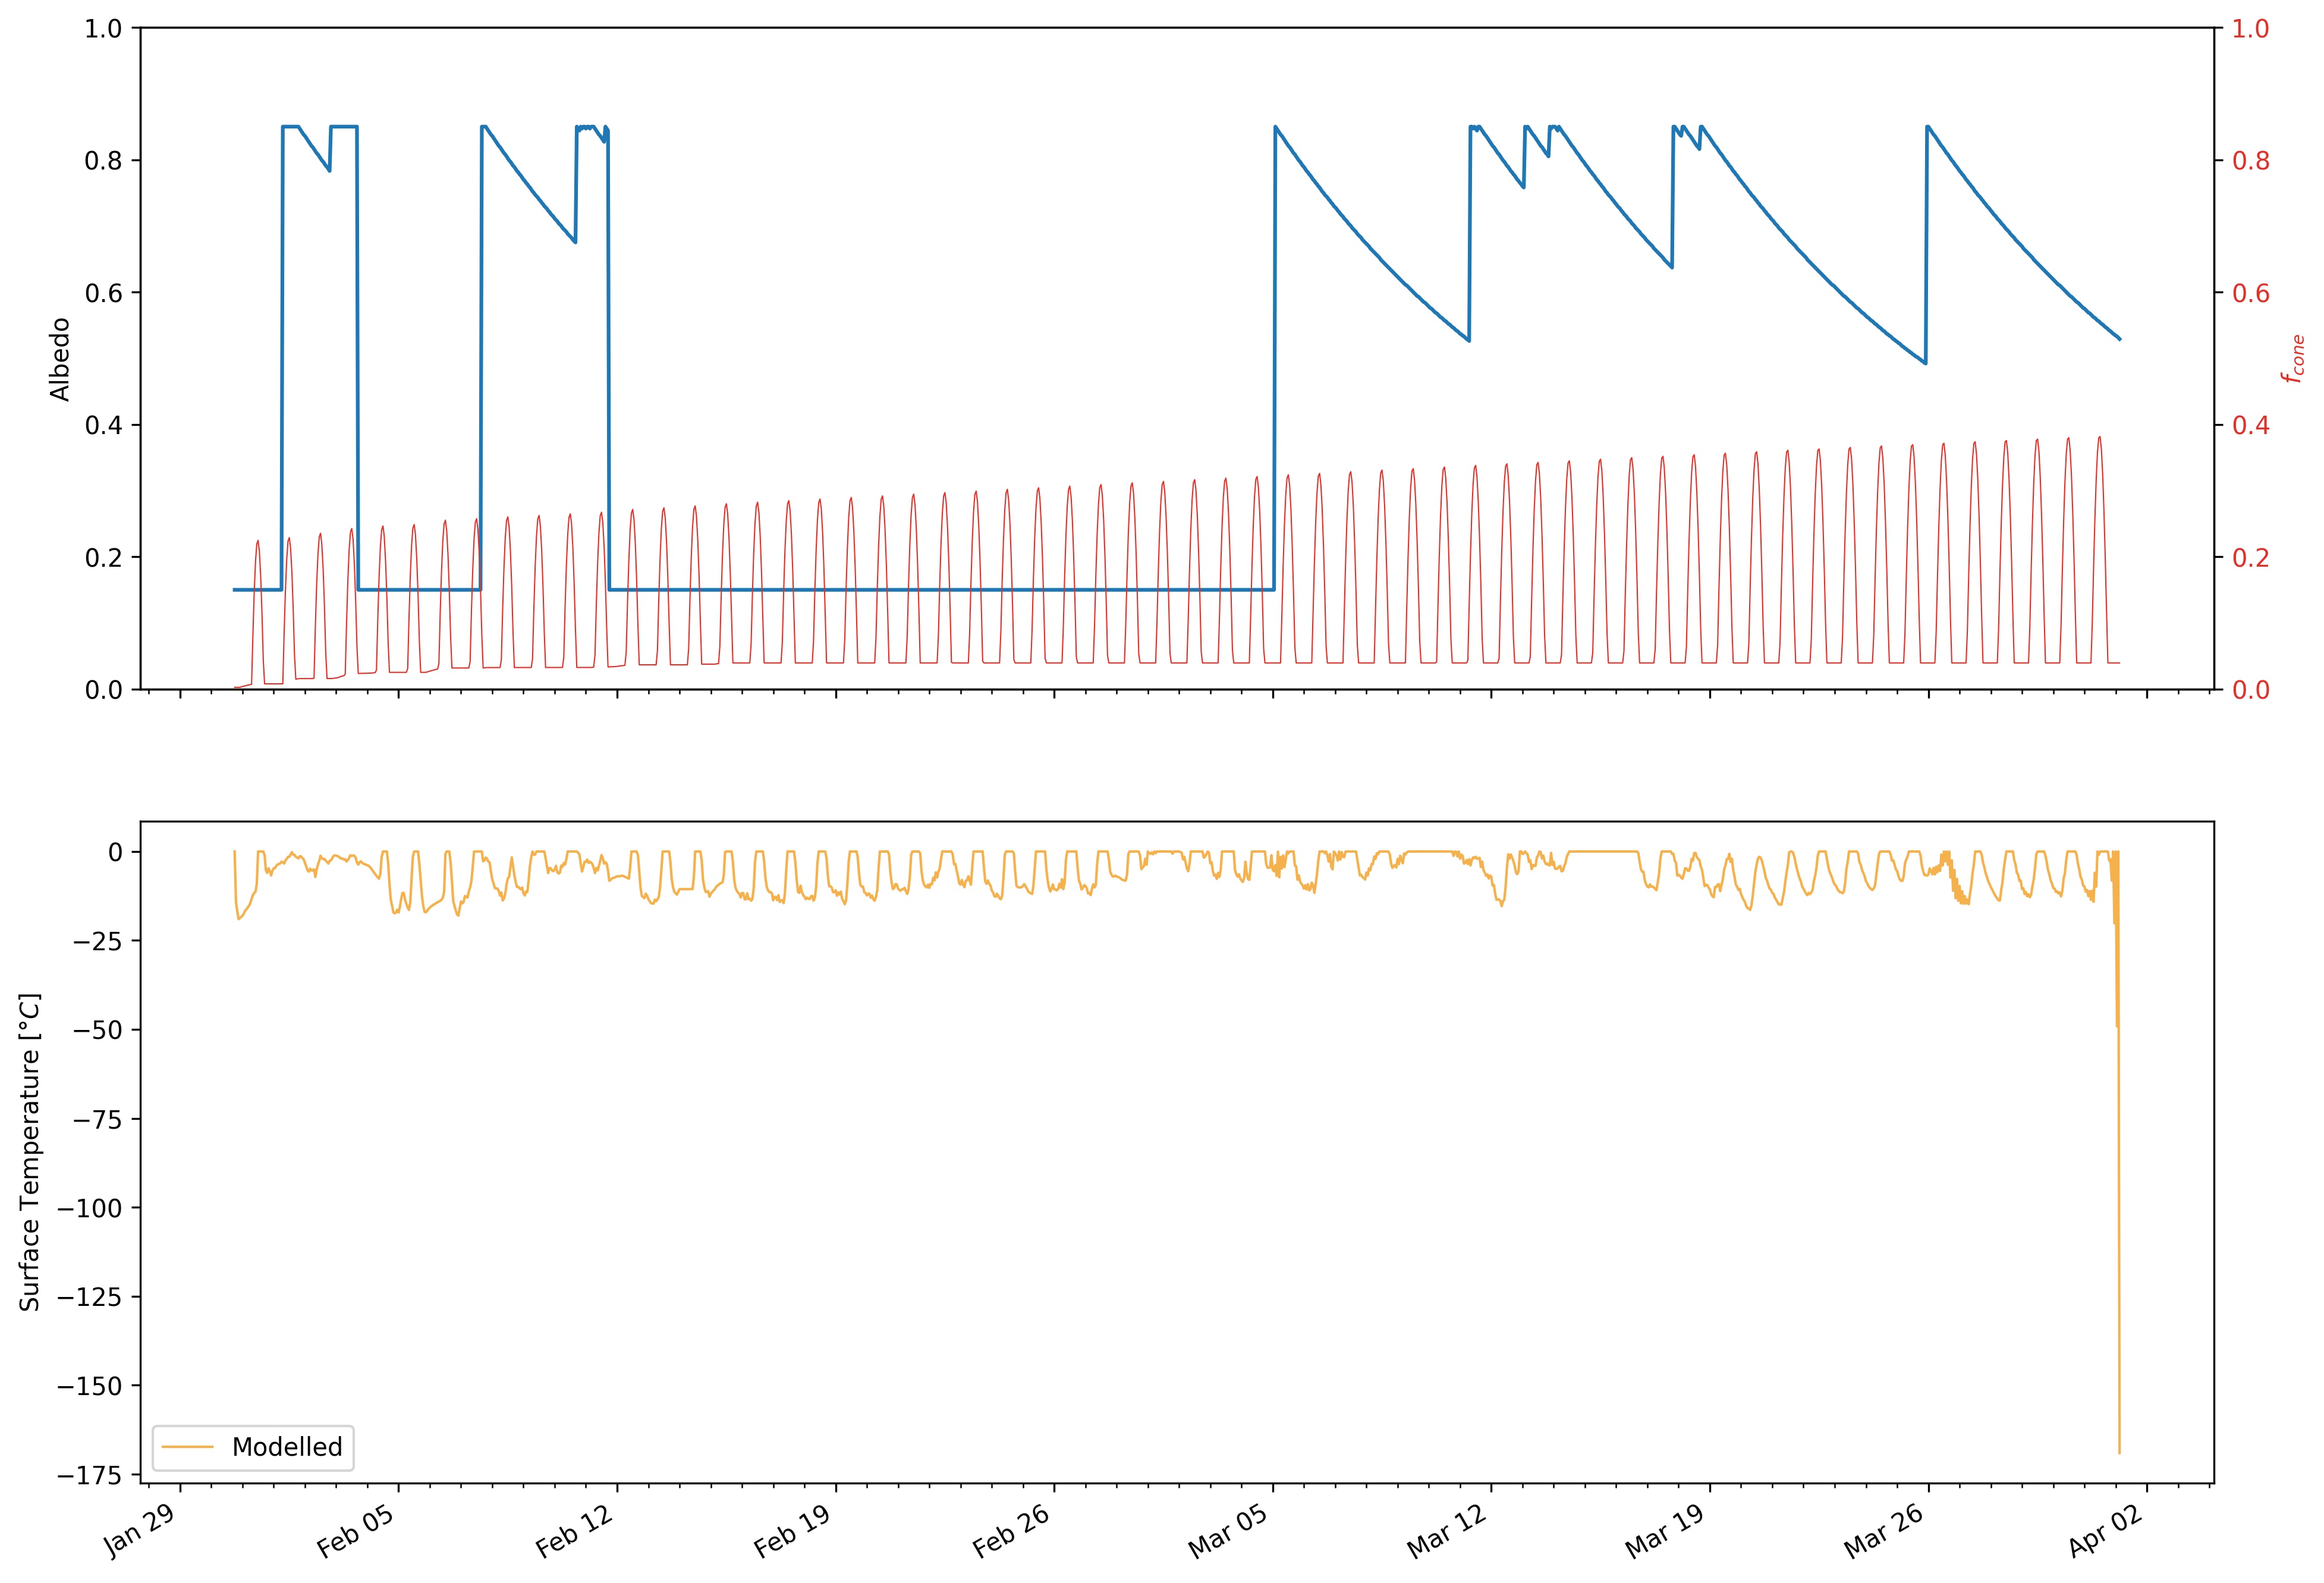 1.0
0.8
0.6
0.4
0.2
0.0
Albedo
1.0
0.8
0.6
0.4
0.2
0.0
fcone
0
−25
−50
−75
−100
−125
−150
−175
Surface Temperature [°C]
Modelled
Jan 29
Feb 05
Feb 12
Feb 19
Feb 26
Mar 05
Mar 12
Mar 19
Mar 26
Apr 02